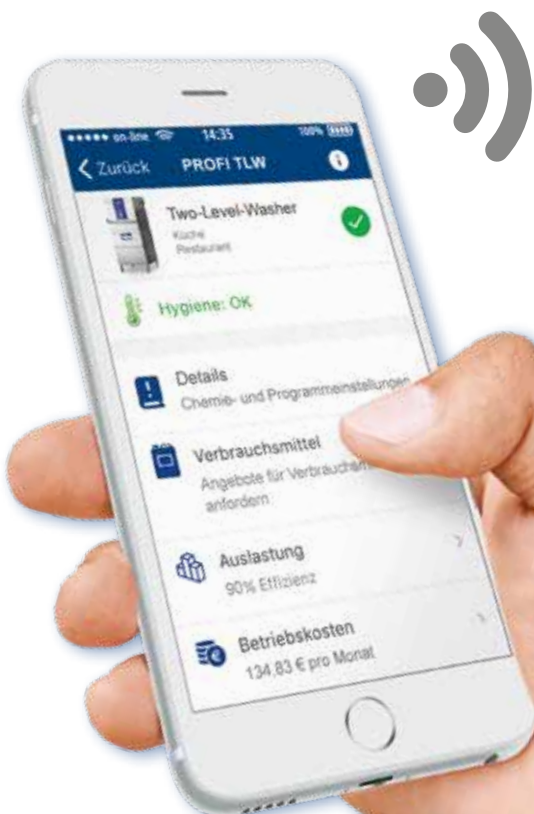 on-line 14:35 100%
Zurück PROFI TLW
Two-Level-Washer
Küche
Restaurant
Hygiene: OK
Details
Chemie- und Programmeinstellungen
Verbrauchsmittel
Angebote für
anfordern
Auslastung
90% Effizienz
Betriebskosten
134,83 € pro Monat